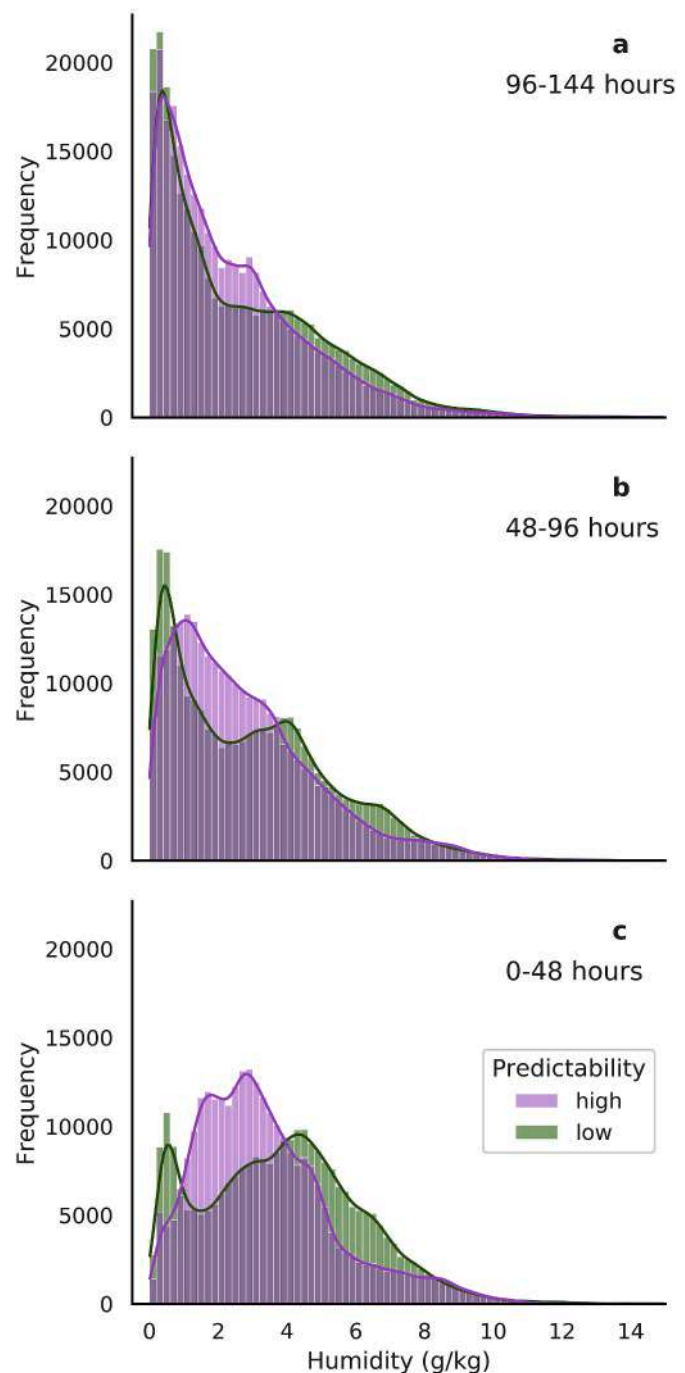 a
96-144 hours
20000
15000
10000
5000
0
Frequency
b
48-96 hours
20000
15000
10000
5000
0
Frequency
c
0-48 hours
20000
15000
10000
5000
0
Frequency
Predictability
high
low
0 2 4 6 8 10 12 14
Humidity (g/kg)